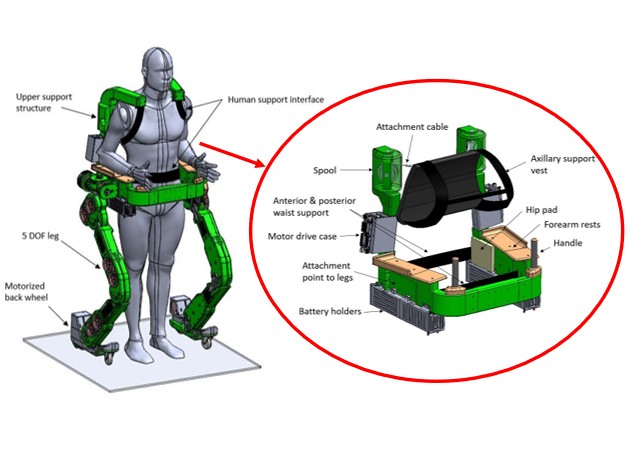 Upper support
structure
Human support interface
5 DOF leg
Motorized
back wheel
Attachment cable
Spool
Axillary support
vest
Anterior & posterior
waist support
Hip pad
Forearm rests
Motor drive case
Handle
Attachment
point to legs
Battery holders